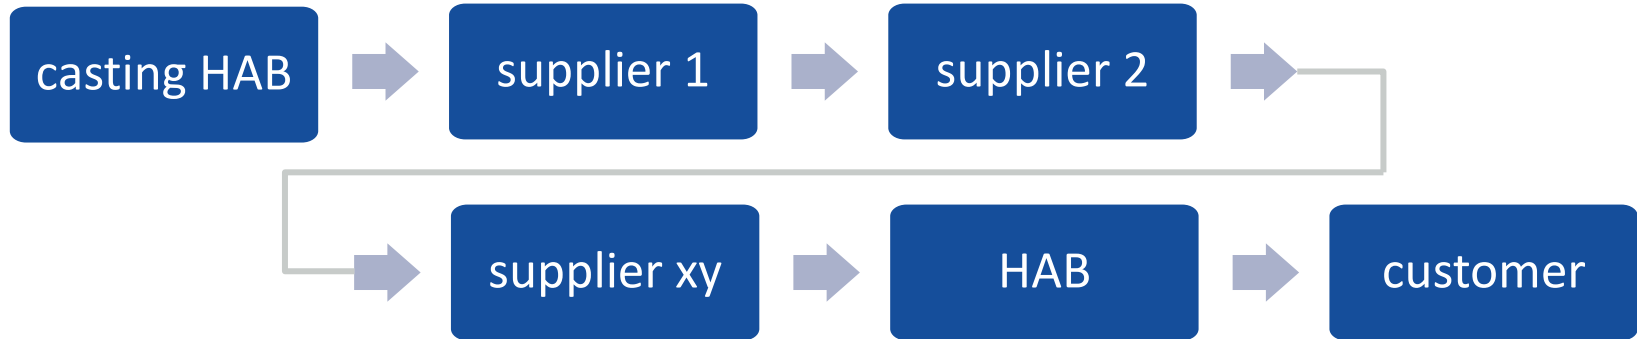 casting HAB
supplier 1
supplier 2
supplier xy
HAB
customer